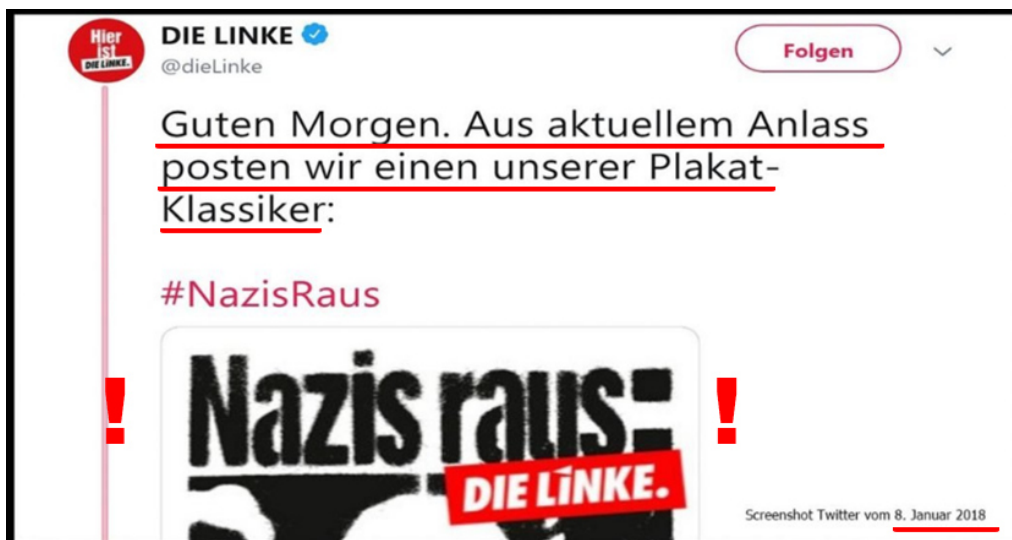 Hier
ist
DIE LINKE.
DIE LINKE
@dieLinke
Folgen
Guten Morgen. Aus aktuellem Anlass
posten wir einen unserer Plakat-
Klassiker:
#NazisRaus
! Nazis raus: !
DIE LINKE.
Screenshot Twitter vom 8. Januar 2018